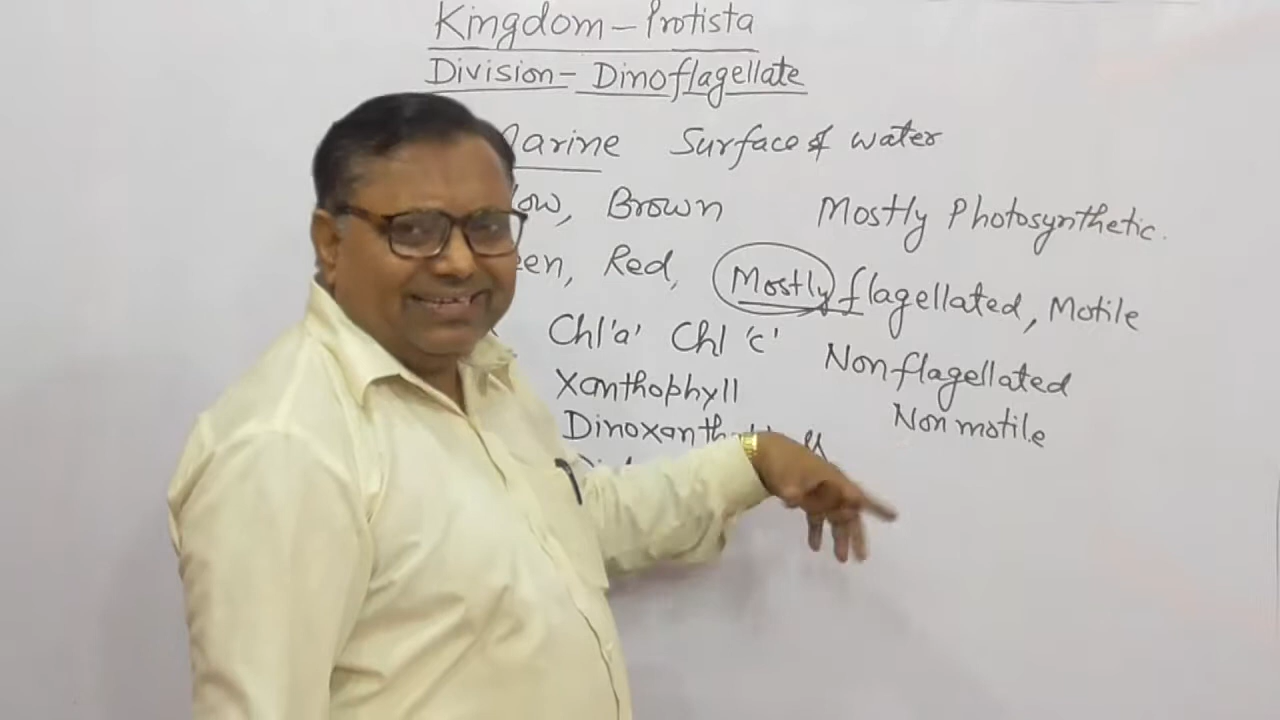 Kingdom - Protista
Division - Dinoflagellate
Marine Surface of water
Brown Mostly Photosynthetic.
Red, Mostly flagellated, Motile
Chl 'a' Chl 'c' Nonflagellated
Xanthophyll Non motile